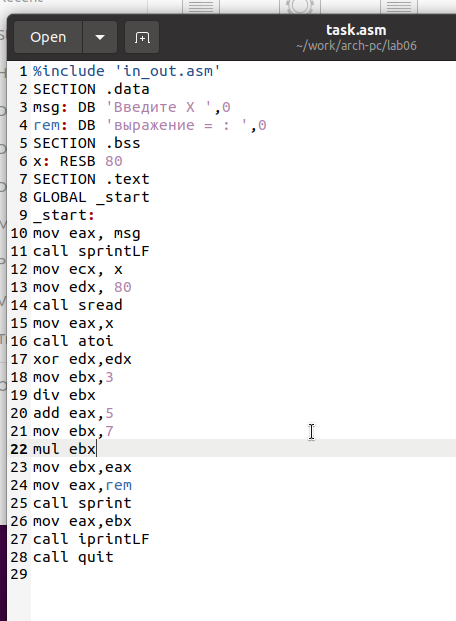 Open
task.asm
~/work/arch-pc/lab06
1 %include 'in_out.asm'
2 SECTION .data
3 msg: DB 'Введите X ',0
4 rem: DB 'выражение = : ',0
5 SECTION .bss
6 x: RESB 80
7 SECTION .text
8 GLOBAL _start
9 _start:
10 mov eax, msg
11 call sprintLF
12 mov ecx, x
13 mov edx, 80
14 call sread
15 mov eax,x
16 call atoi
17 xor edx,edx
18 mov ebx,3
19 div ebx
20 add eax,5
21 mov ebx,7
22 mul ebx
23 mov ebx,eax
24 mov eax,rem
25 call sprint
26 mov eax,ebx
27 call iprintLF
28 call quit
29